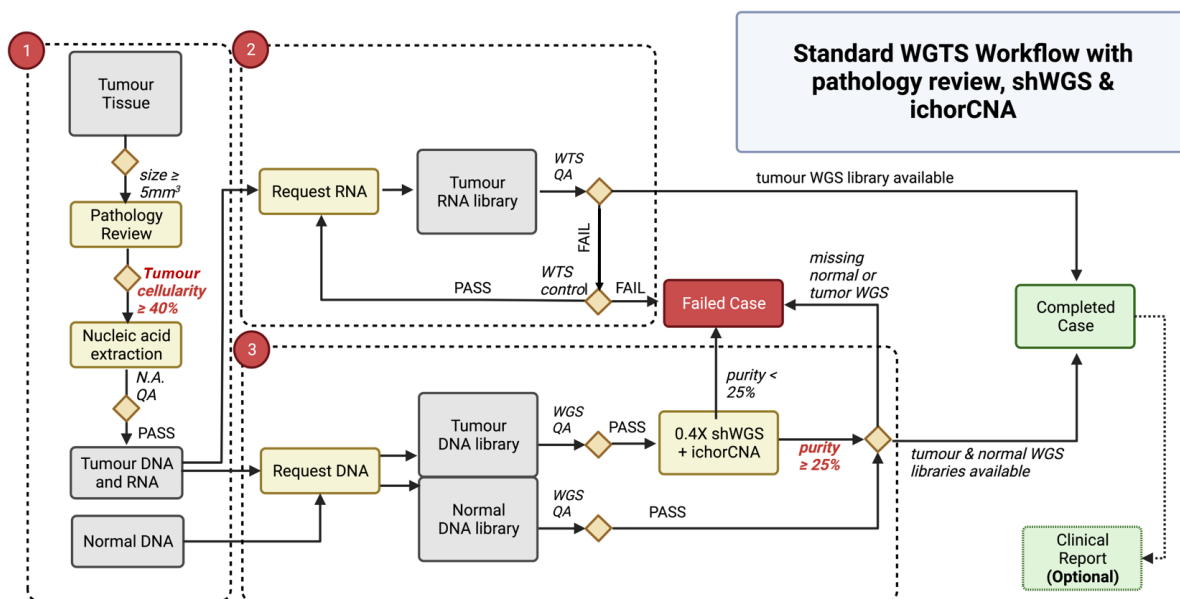 Standard WGTS Workflow with
pathology review, shWGS &
ichorCNA
1
Tumour
Tissue
size ≥
5mm³
Pathology
Review
Tumour
cellularity
≥ 40%
Nucleic acid
extraction
N.A.
QA
PASS
Tumour DNA
and RNA
Normal DNA
2
Request RNA
Tumour
RNA library
WTS
QA
tumour WGS library available
FAIL
WTS
control
PASS
FAIL
Failed Case
missing
normal or
tumor WGS
Completed
Case
3
Request DNA
Tumour
DNA library
WGS
QA
PASS
purity <
25%
0.4X shWGS
+ ichorCNA
purity
≥ 25%
tumour & normal WGS
libraries available
Normal
DNA library
WGS
QA
PASS
Clinical
Report
(Optional)